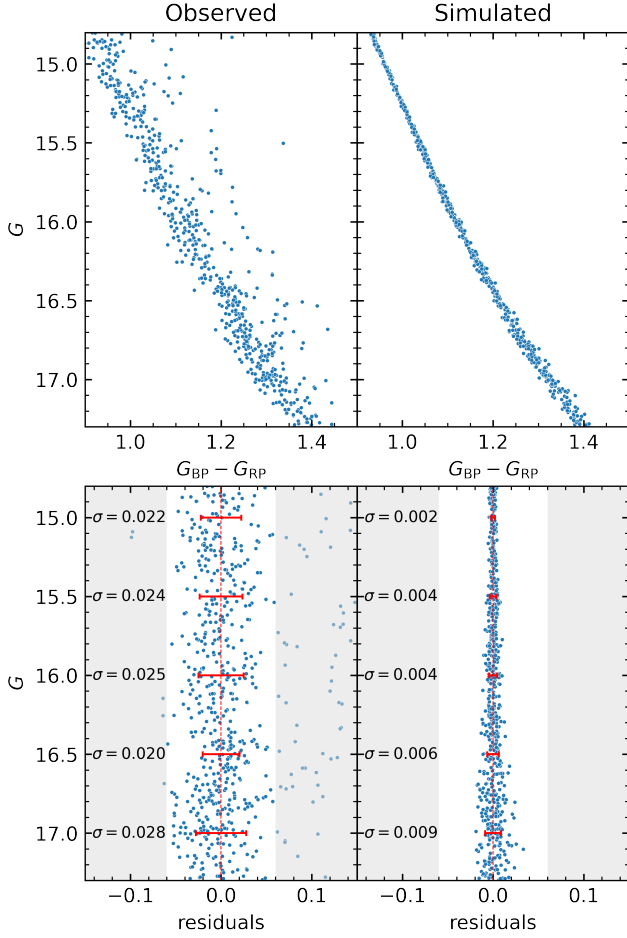 Observed
Simulated
15.0
15.5
16.0
16.5
17.0
G
1.0
1.2
1.4
1.0
1.2
1.4
G_BP − G_RP
G_BP − G_RP
15.0
15.5
16.0
16.5
17.0
G
σ = 0.022
σ = 0.024
σ = 0.025
σ = 0.020
σ = 0.028
σ = 0.002
σ = 0.004
σ = 0.004
σ = 0.006
σ = 0.009
−0.1
0.0
0.1
−0.1
0.0
0.1
residuals
residuals